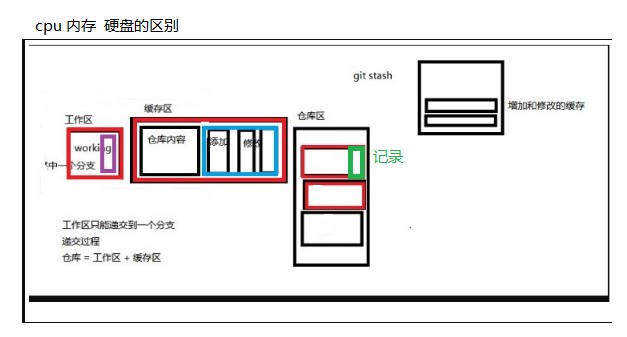 cpu 内存 硬盘的区别
git stash
增加和修改的缓存
缓存区
工作区
仓库区
仓库内容
添加
修改
working
中一个分支
记录
工作区只能递交到一个分支
递交过程
仓库 = 工作区 + 缓存区